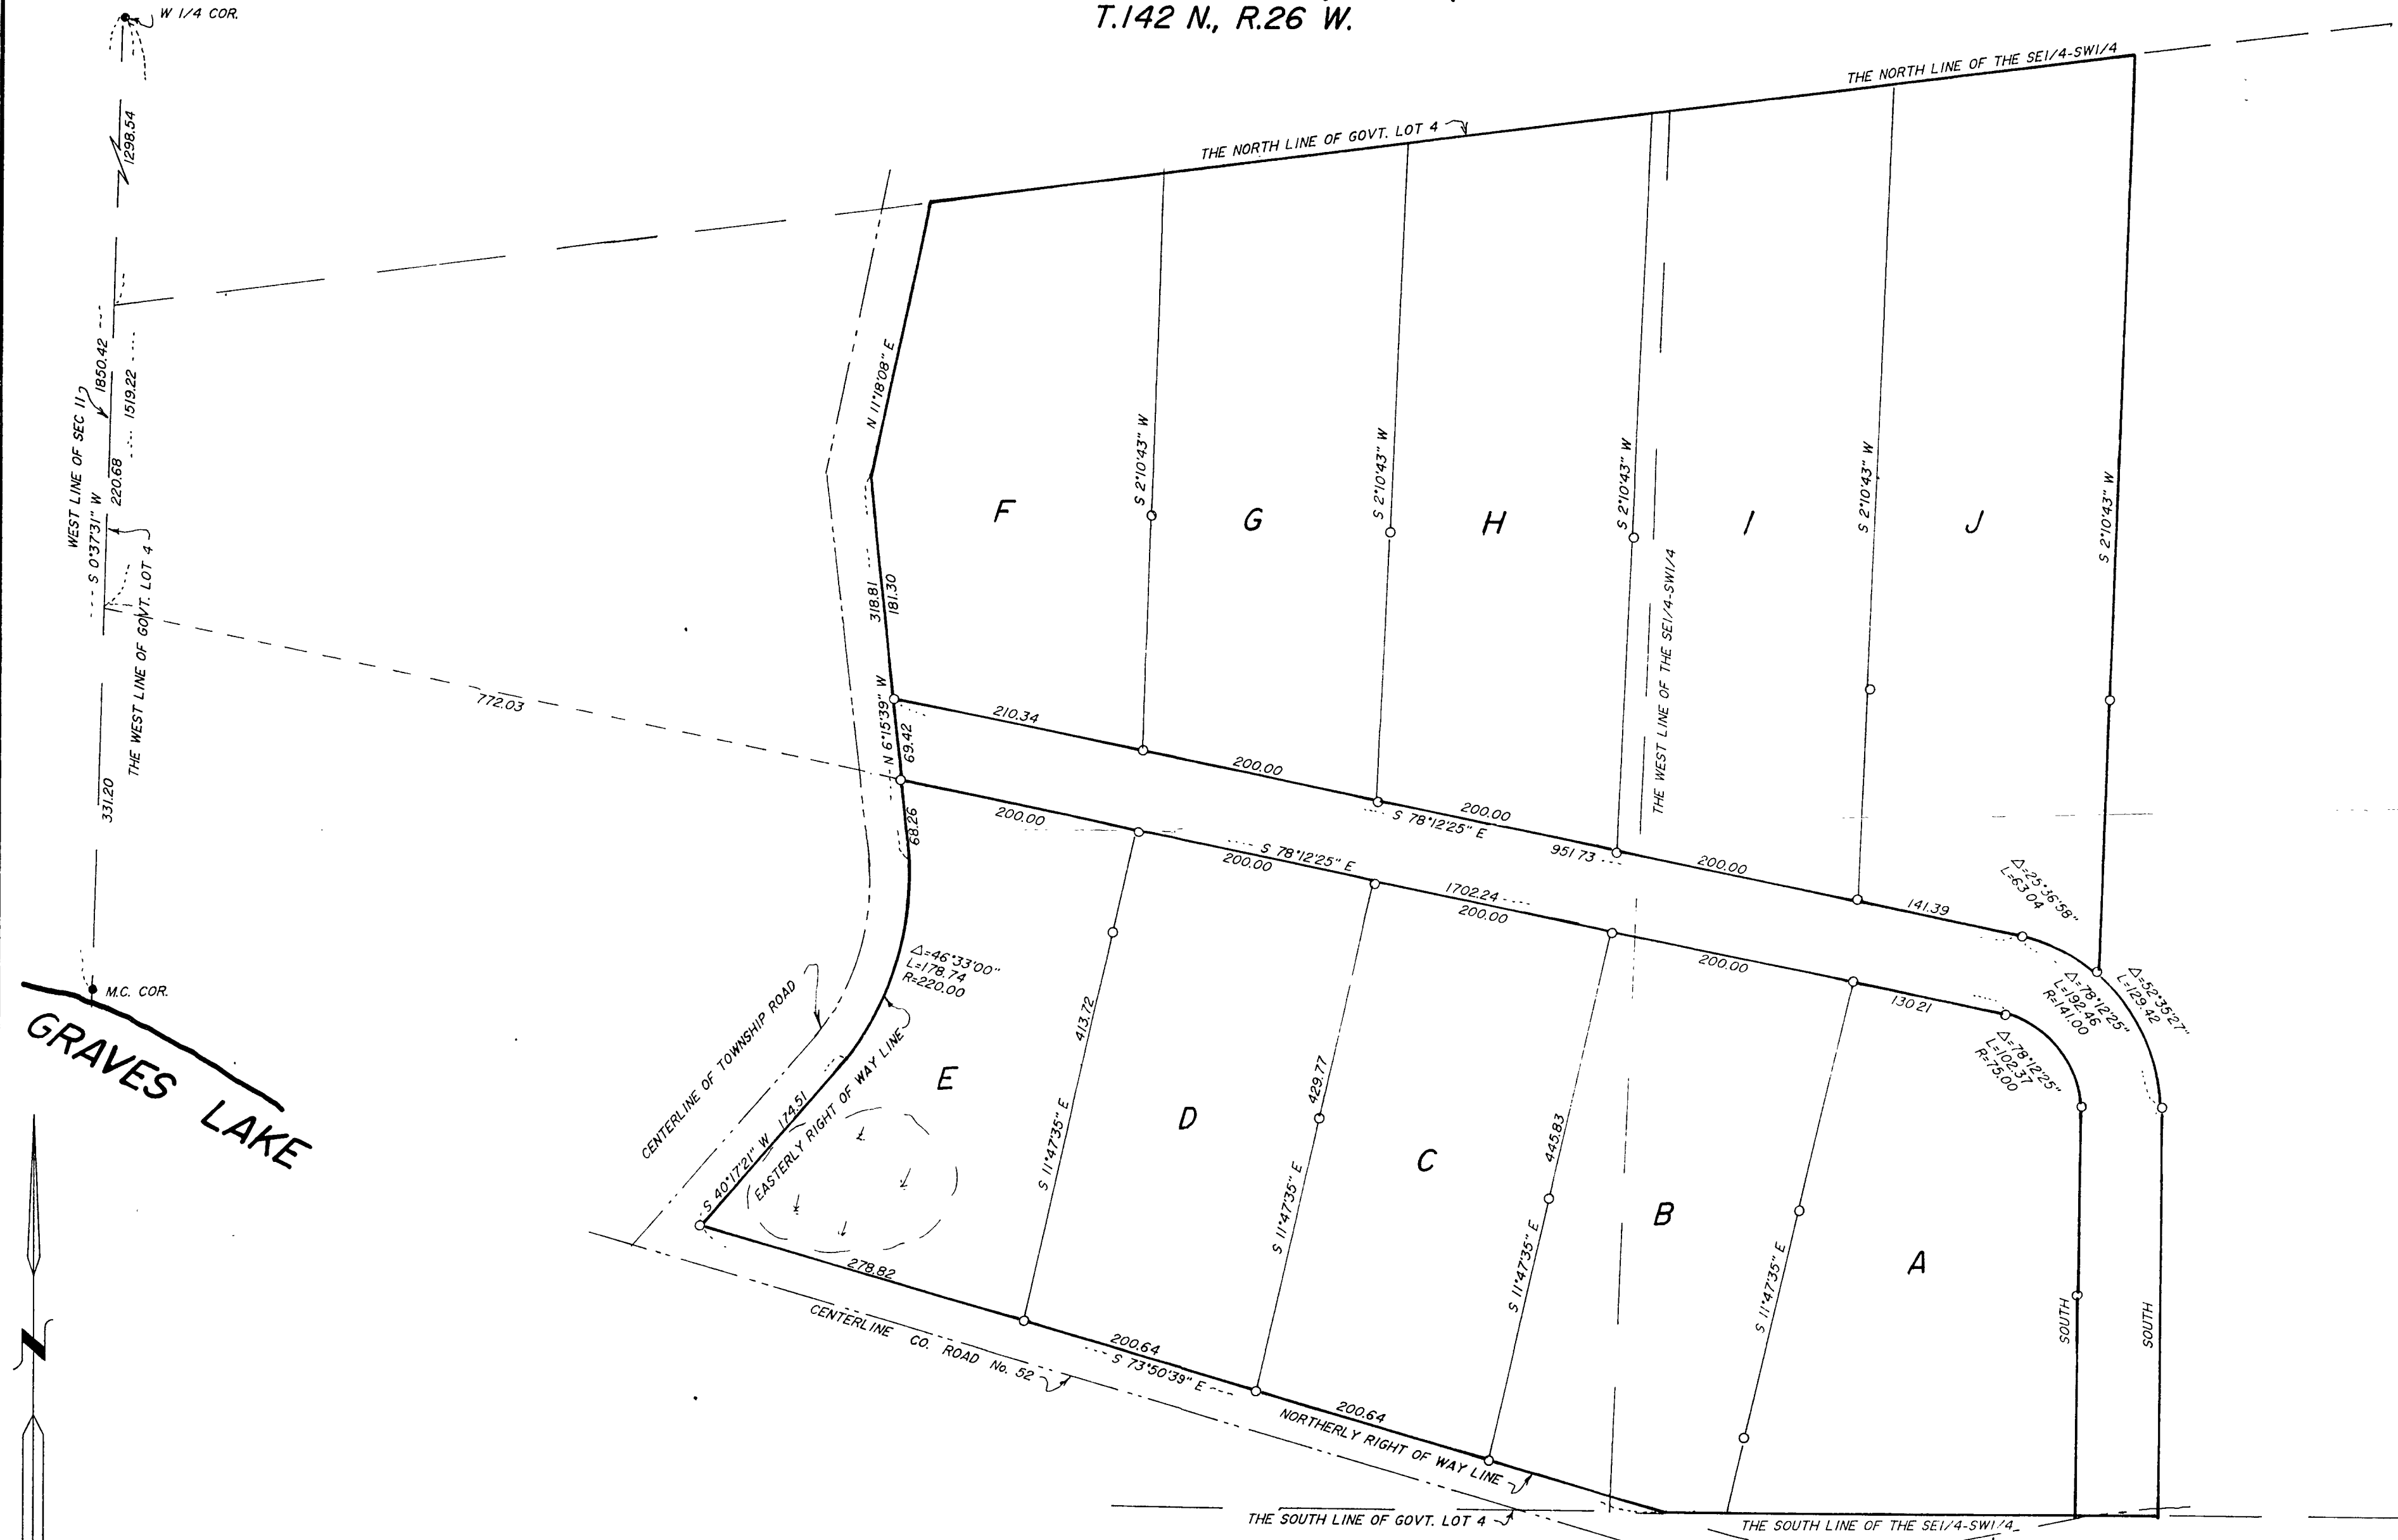 T.142 N., R.26 W.
W 1/4 COR.
1298.54
THE NORTH LINE OF THE SE1/4-SW1/4
THE NORTH LINE OF GOVT. LOT 4
WEST LINE OF SEC 11
1850.42
1519.22
220.68
S 0°37'31" W
THE WEST LINE OF GOVT. LOT 4
331.20
772.03
M.C. COR.
GRAVES LAKE
N
N 11°18'08" E
318.81
181.30
N 6°15'39" W
69.42
68.26
F
G
H
I
J
S 2°10'43" W
S 2°10'43" W
S 2°10'43" W
S 2°10'43" W
S 2°10'43" W
THE WEST LINE OF THE SE1/4-SW1/4
210.34
200.00
200.00
S 78°12'25" E
951.73
200.00
141.39
Δ=25°36'58"
L=63.04
Δ=52°35'27"
L=129.42
Δ=78°12'25"
L=192.46
R=141.00
200.00
S 78°12'25" E
200.00
1702.24
200.00
200.00
130.21
Δ=78°12'25"
L=102.37
R=75.00
Δ=46°33'00"
L=178.74
R=220.00
CENTERLINE OF TOWNSHIP ROAD
EASTERLY RIGHT OF WAY LINE
S 40°17'21" W 174.51
E
D
C
B
A
413.72
S 11°47'35" E
429.77
S 11°47'35" E
445.83
S 11°47'35" E
S 11°47'35" E
SOUTH
SOUTH
278.82
200.64
S 73°50'39" E
200.64
CENTERLINE CO. ROAD No. 52
NORTHERLY RIGHT OF WAY LINE
THE SOUTH LINE OF GOVT. LOT 4
THE SOUTH LINE OF THE SE1/4-SW1/4